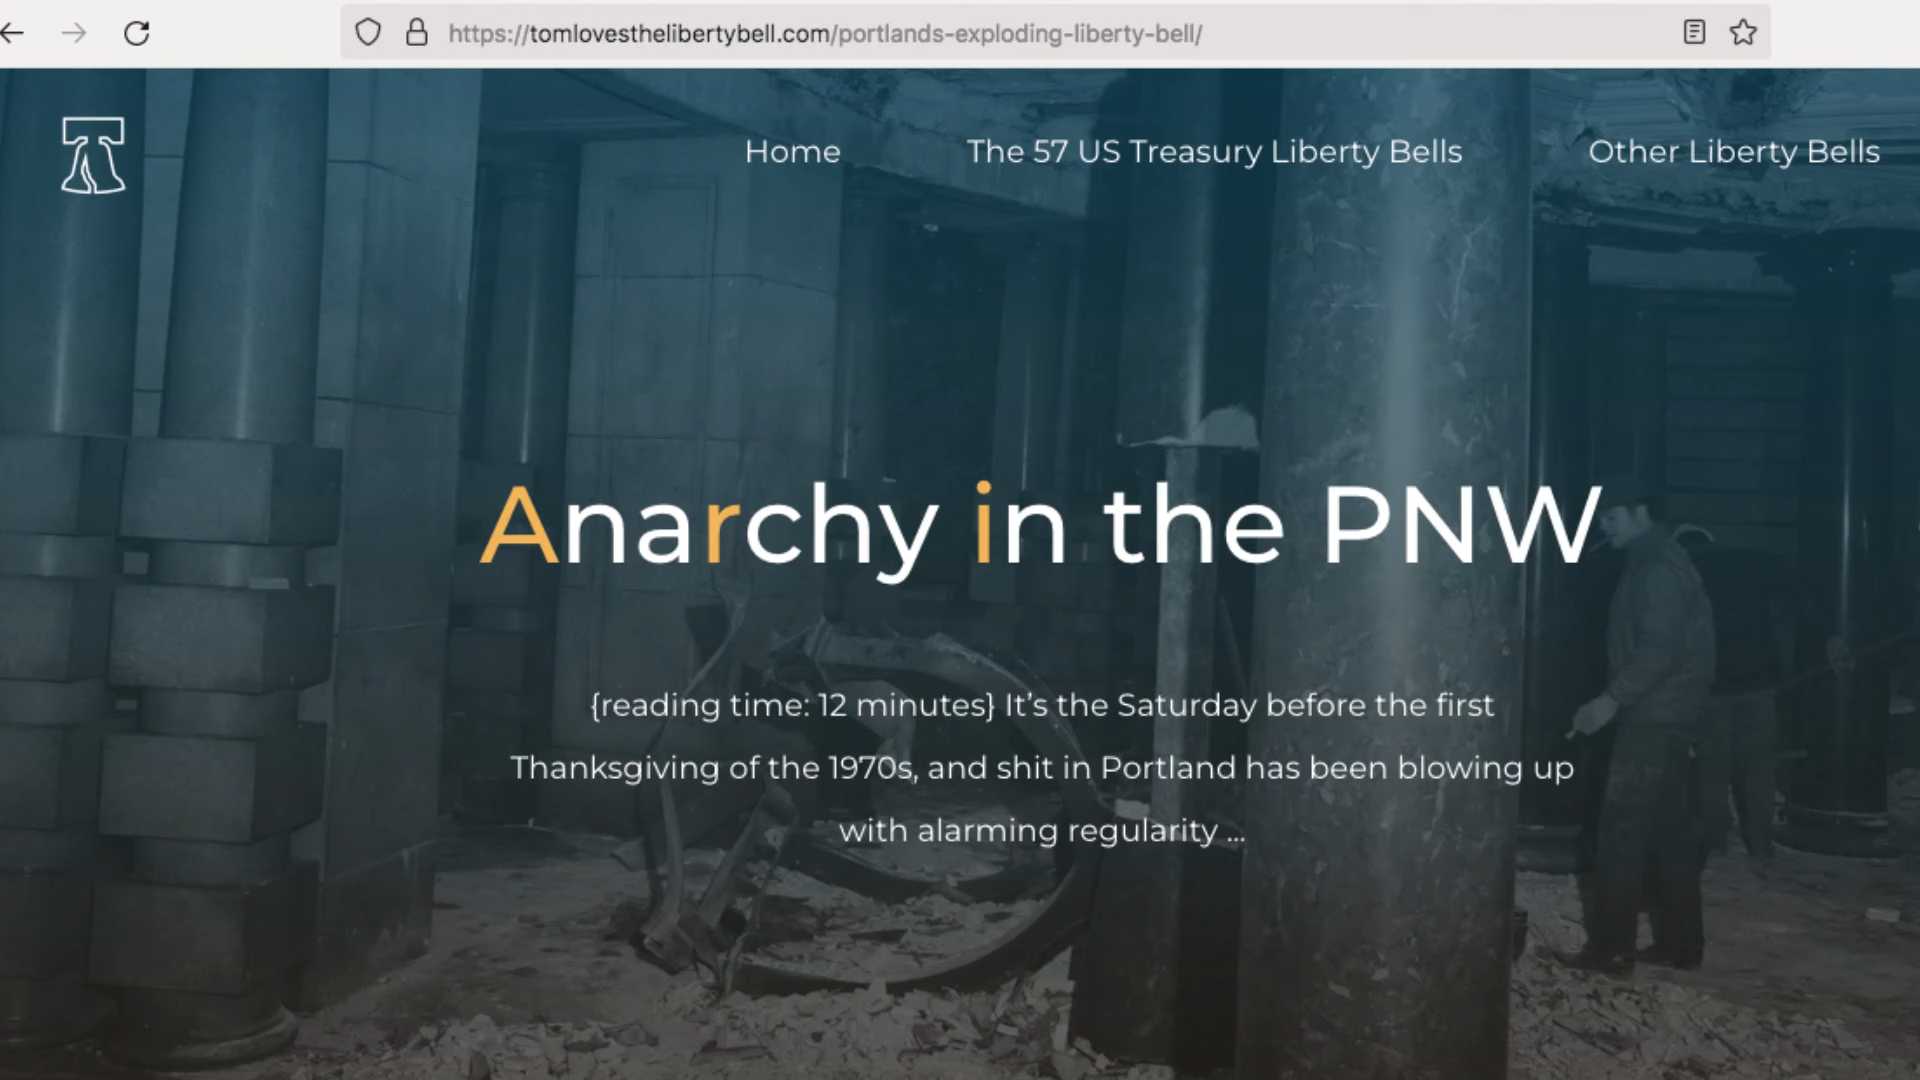 https://tomlovesthelibertybell.com/portlands-exploding-liberty-bell/
Home The 57 US Treasury Liberty Bells Other Liberty Bells
Anarchy in the PNW
{reading time: 12 minutes} It’s the Saturday before the first
Thanksgiving of the 1970s, and shit in Portland has been blowing up
with alarming regularity ...